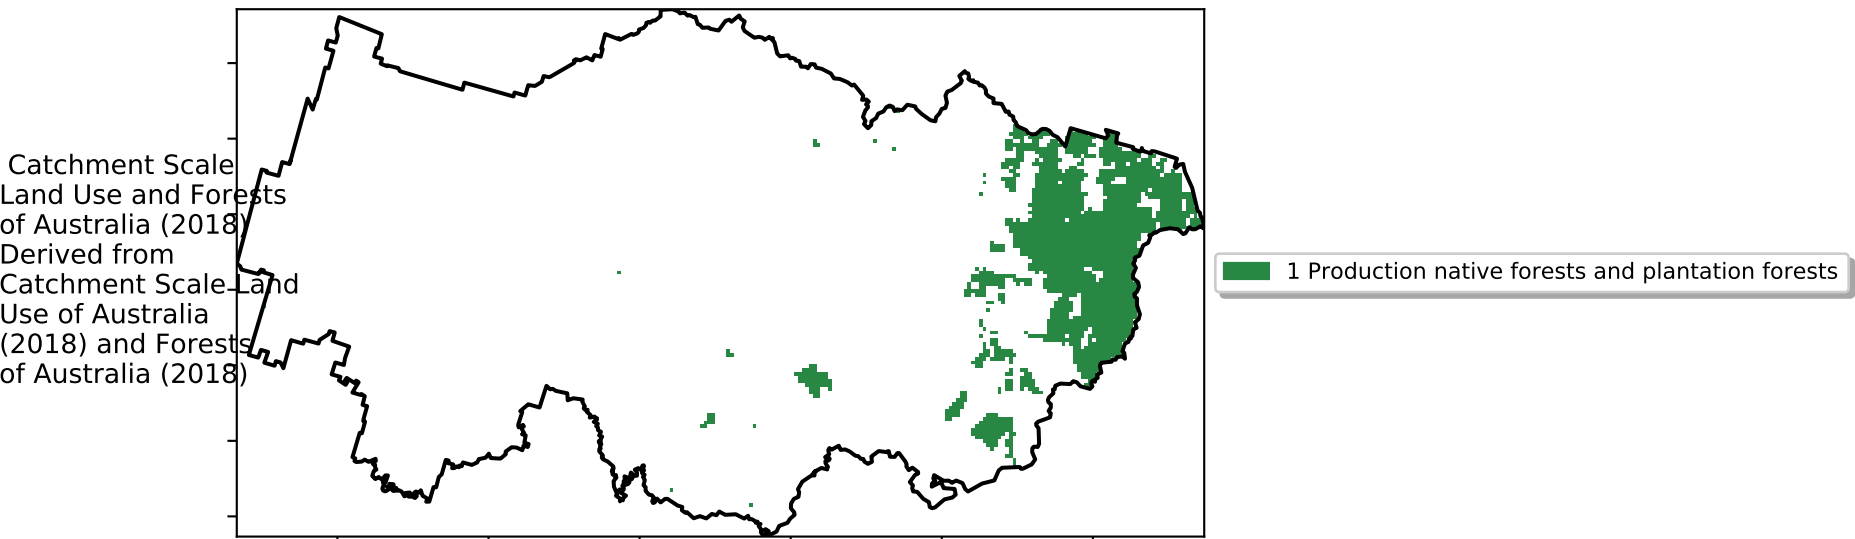 Catchment Scale
Land Use and Forests
of Australia (2018)
Derived from
Catchment Scale Land
Use of Australia
(2018) and Forests
of Australia (2018)
1 Production native forests and plantation forests